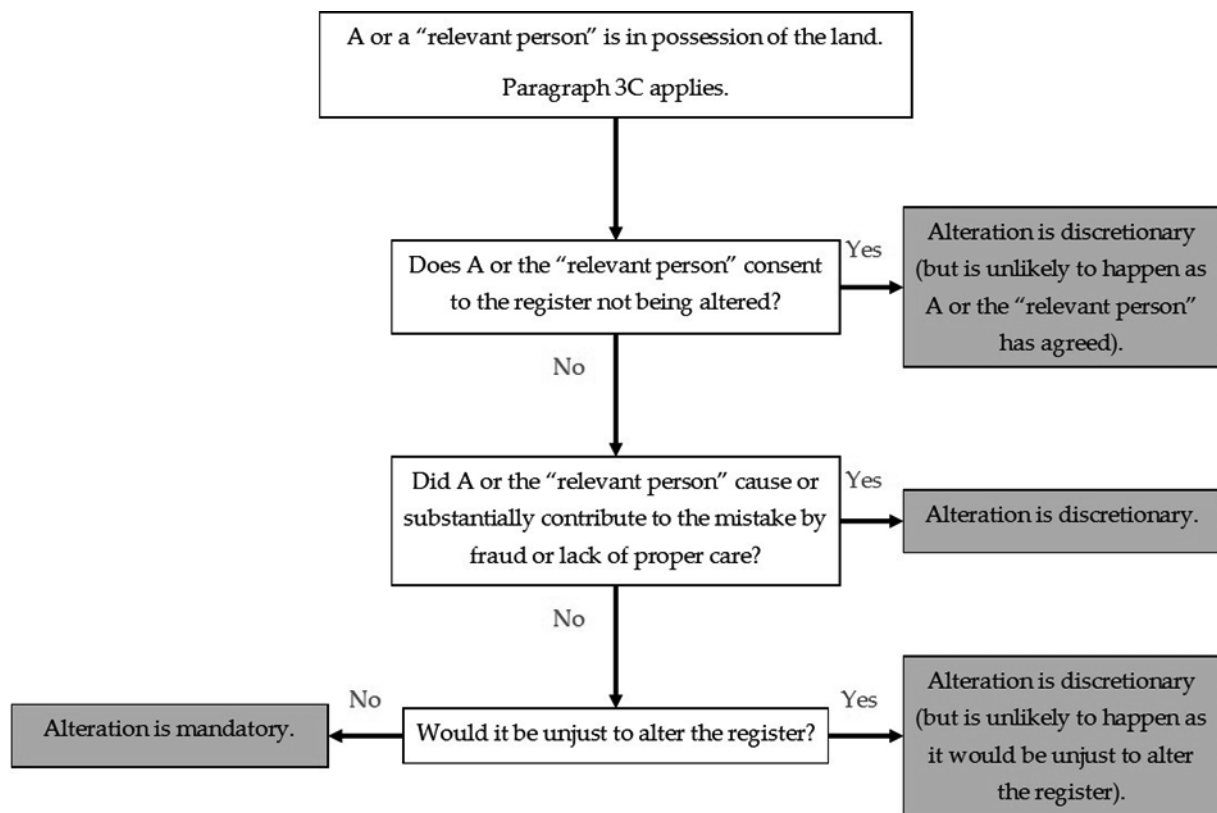 A or a “relevant person” is in possession of the land.
Paragraph 3C applies.
Does A or the “relevant person” consent
to the register not being altered?
Yes
Alteration is discretionary
(but is unlikely to happen as
A or the “relevant person”
has agreed).
No
Did A or the “relevant person” cause or
substantially contribute to the mistake by
fraud or lack of proper care?
Yes
Alteration is discretionary.
No
Would it be unjust to alter the register?
No
Alteration is mandatory.
Yes
Alteration is discretionary
(but is unlikely to happen as
it would be unjust to alter
the register).